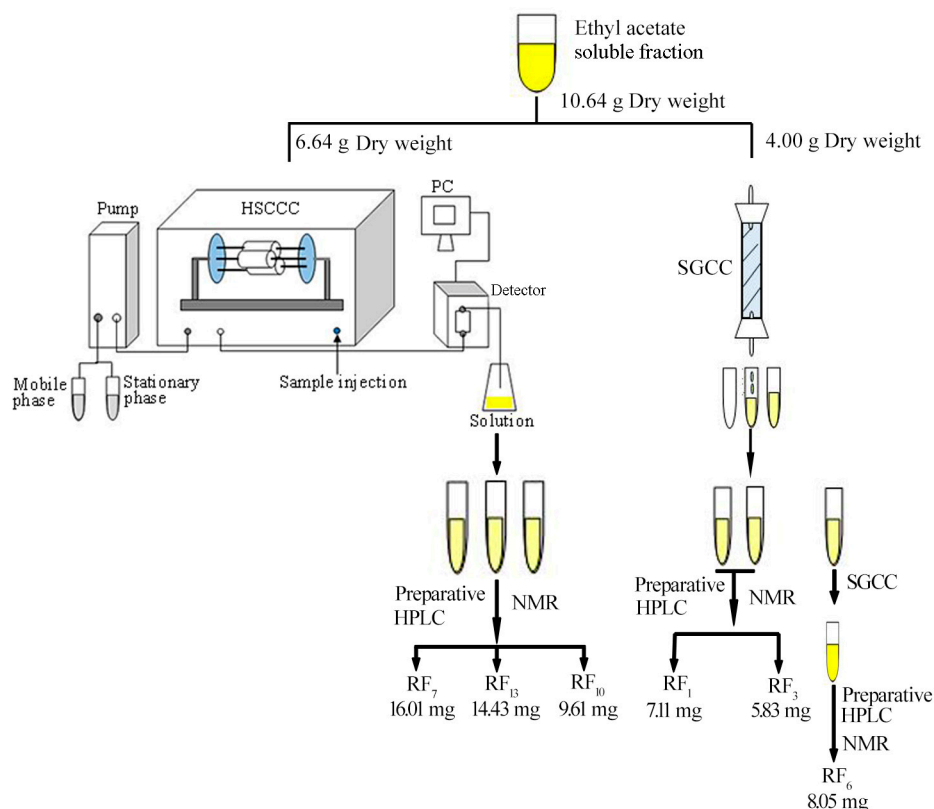 Ethyl acetate
soluble fraction
10.64 g Dry weight
6.64 g Dry weight
4.00 g Dry weight
PC
Pump
HSCCC
Detector
SGCC
Mobile
phase
Stationary
phase
Sample injection
Solution
Preparative
HPLC
NMR
RF₇
16.01 mg
RF₁₃
14.43 mg
RF₁₀
9.61 mg
Preparative
HPLC
NMR
RF₁
7.11 mg
RF₃
5.83 mg
SGCC
Preparative
HPLC
NMR
RF₆
8.05 mg